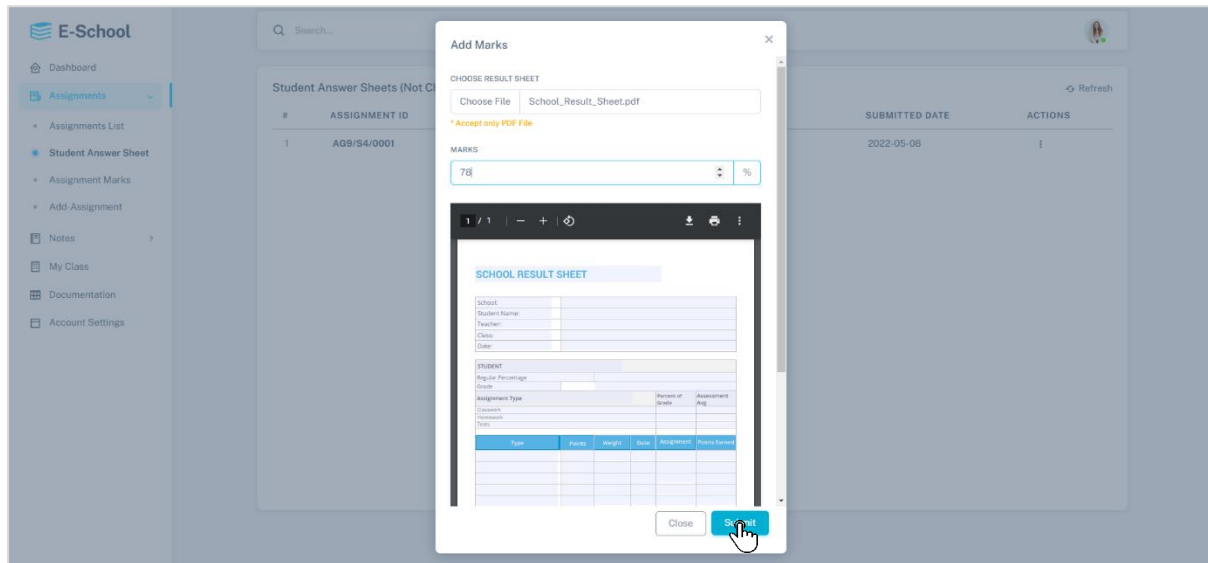 E-School
Dashboard
Assignments
Assignments List
Student Answer Sheet
Assignment Marks
Add-Assignment
Notes
My Class
Documentation
Account Settings
Search...
Student Answer Sheets (Not Cl
Refresh
# ASSIGNMENT ID SUBMITTED DATE ACTIONS
1 AG9/S4/0001 2022-05-08
Add Marks
CHOOSE RESULT SHEET
Choose File School_Result_Sheet.pdf
* Accept only PDF File
MARKS
78 %
1 / 1
SCHOOL RESULT SHEET
School:
Student Name:
Teacher:
Class:
Date:
STUDENT
Regular Percentage
Grade
Assignment Type Percent of Grade Assessment Avg
Classwork
Homework
Tests
Type Points Weight Date Assignment Points Earned
Close Submit